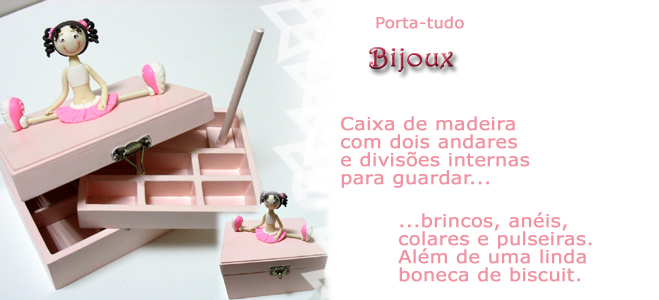 Porta-tudo
Bijoux
Caixa de madeira
com dois andares
e divisões internas
para guardar...
...brincos, anéis,
colares e pulseiras.
Além de uma linda
boneca de biscuit.